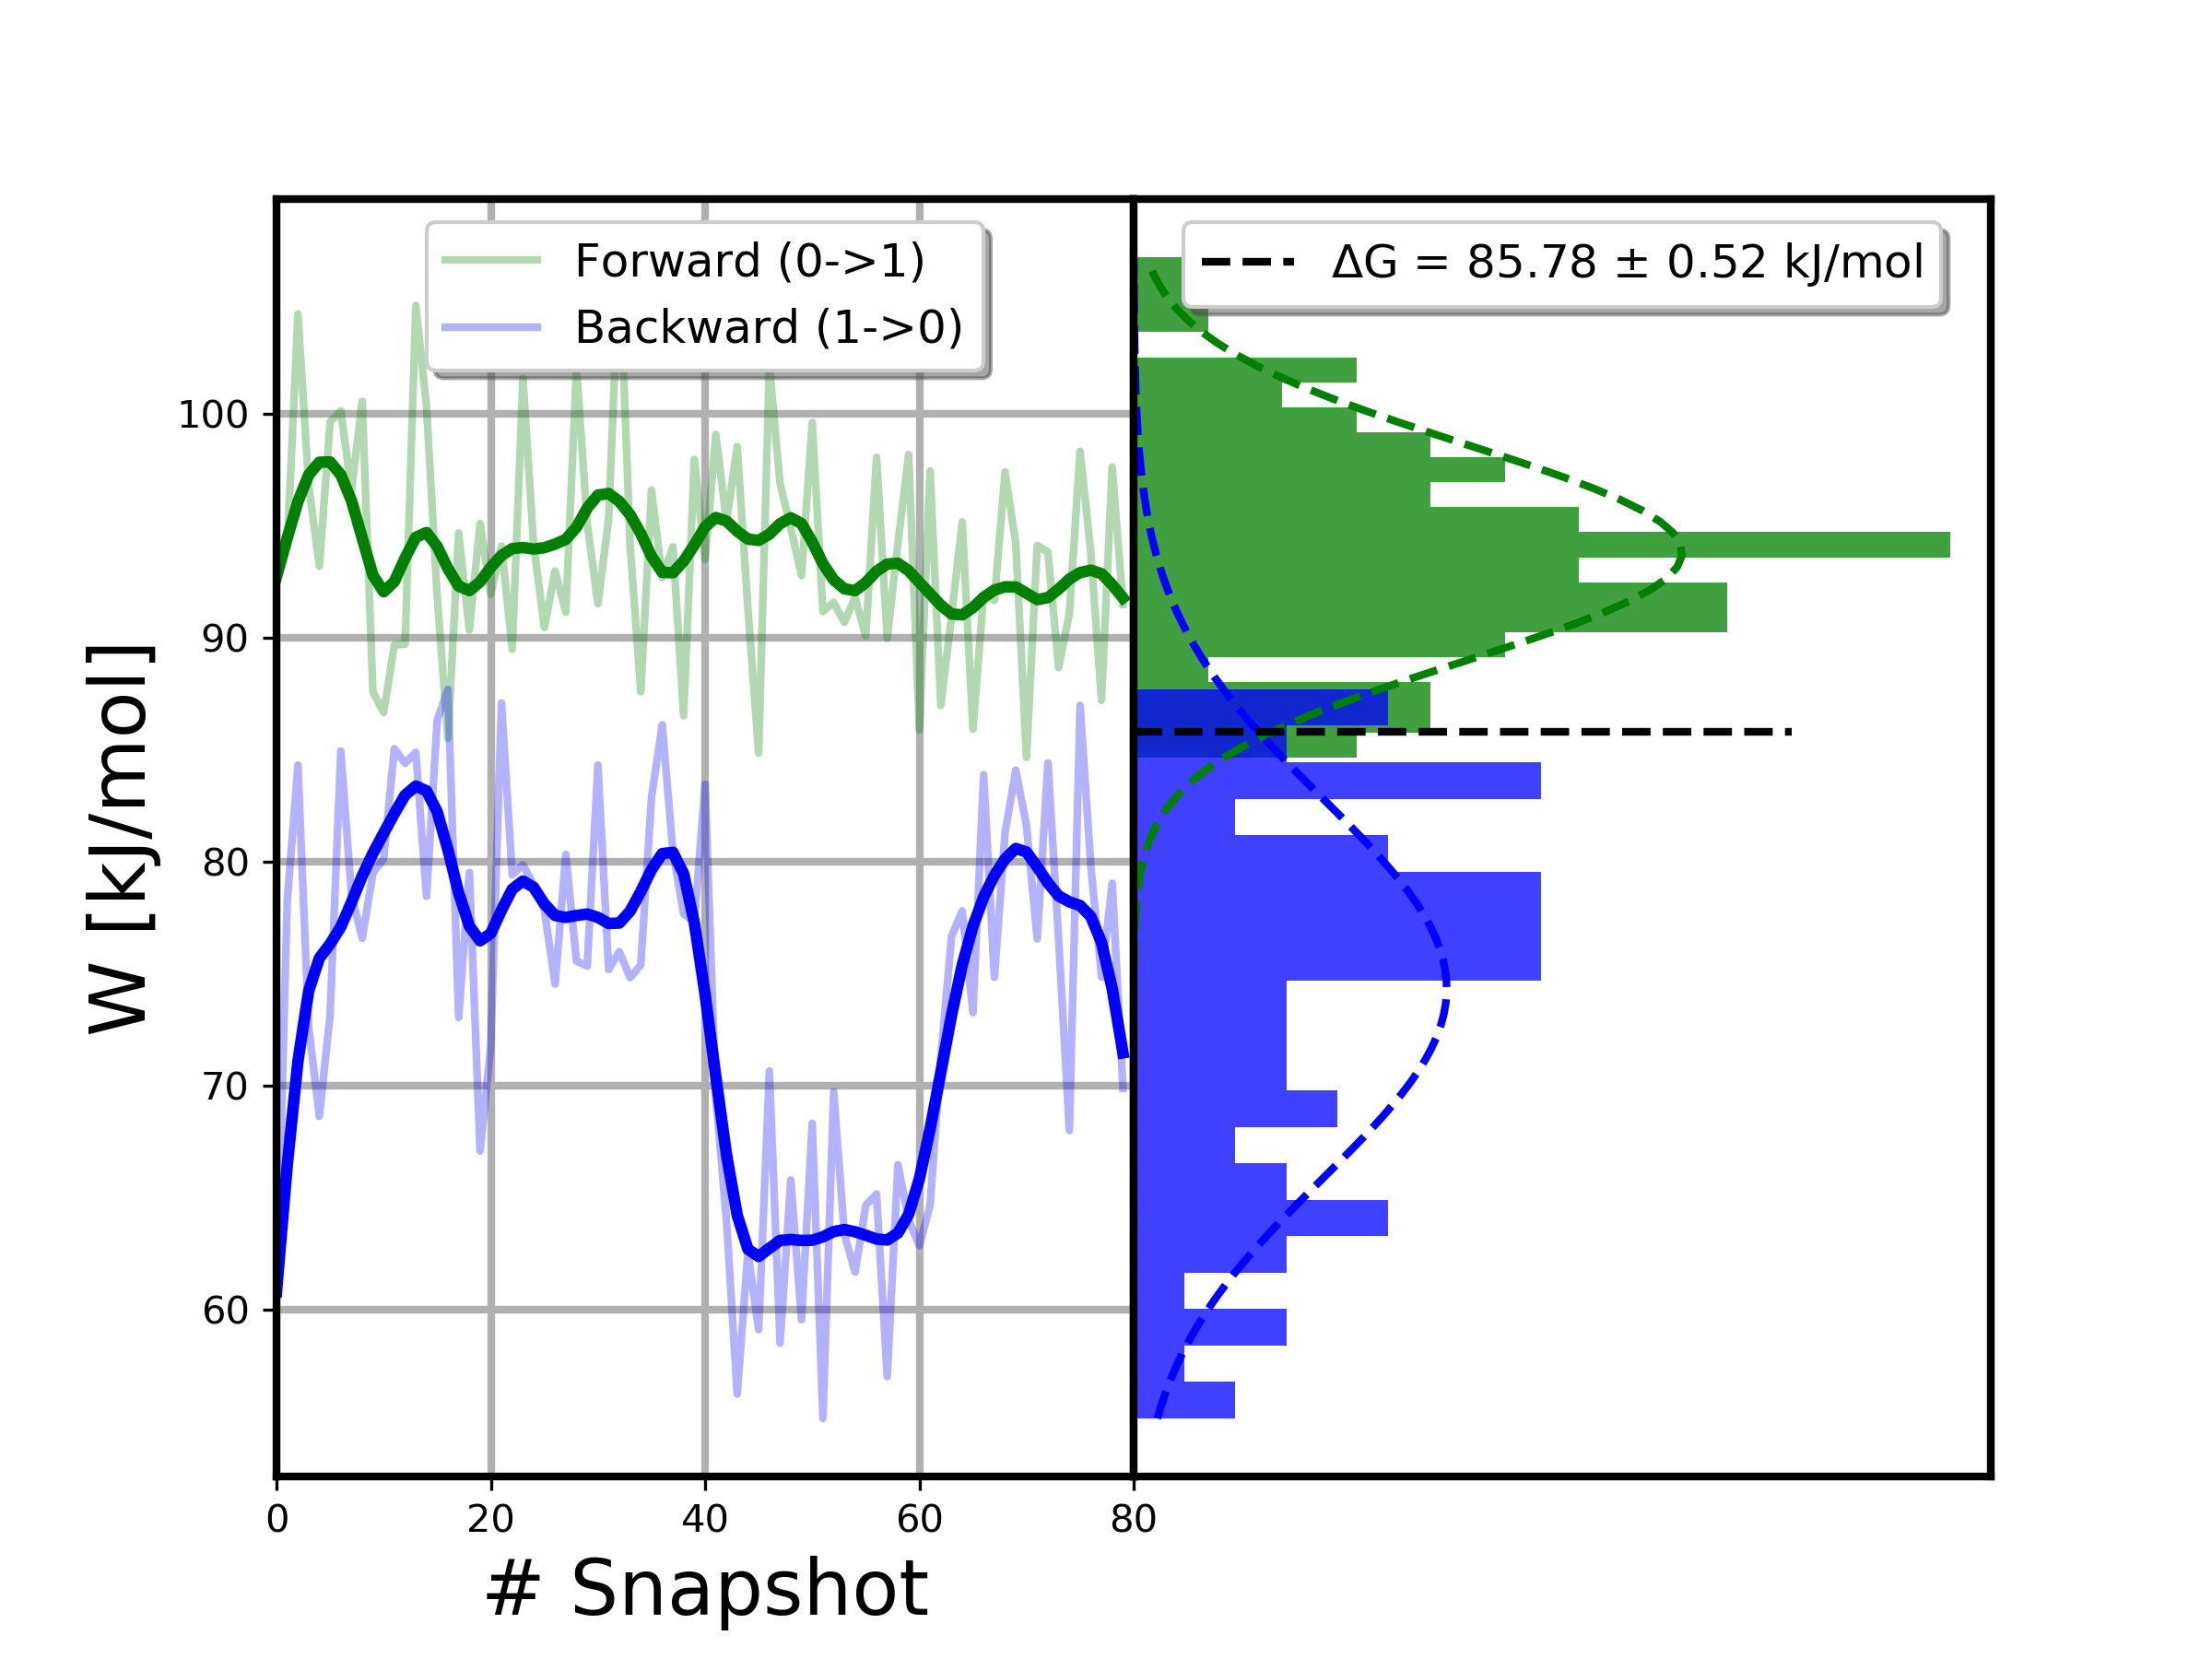 Forward (0->1)
Backward (1->0)
ΔG = 85.78 ± 0.52 kJ/mol
W [kJ/mol]
100
90
80
70
60
0 20 40 60 80
# Snapshot